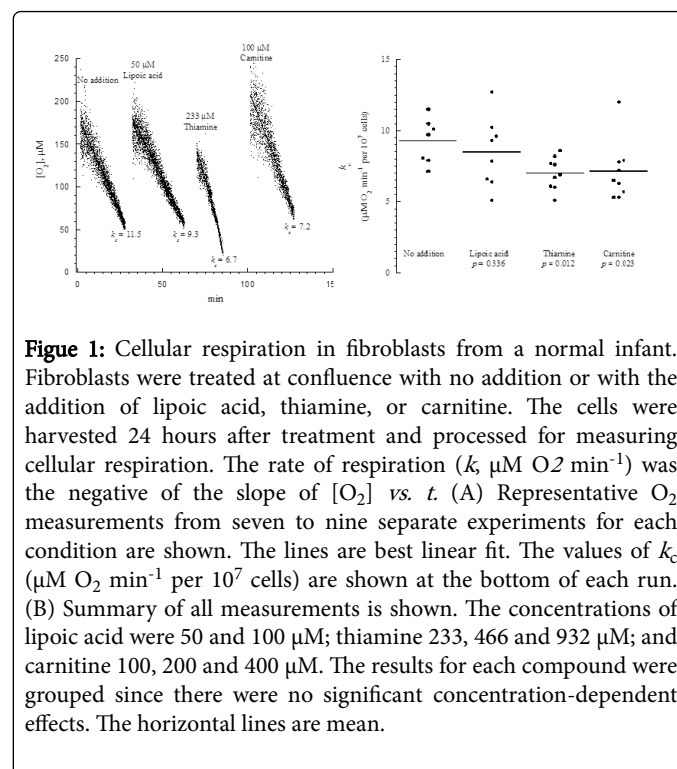 250
200
150
100
50
0
[O₂], μM
No addition
50 μM
Lipoic acid
233 μM
Thiamine
100 μM
Carnitine
k c = 11.5
k c = 9.3
k c = 6.7
k c = 7.2
0
50
100
15
min
15
10
5
0
k c
(μM O₂ min⁻¹ per 10⁷ cells)
No addition
Lipoic acid
p = 0.336
Thiamine
p = 0.012
Carnitine
p = 0.023
Figue 1: Cellular respiration in fibroblasts from a normal infant.
Fibroblasts were treated at confluence with no addition or with the
addition of lipoic acid, thiamine, or carnitine. The cells were
harvested 24 hours after treatment and processed for measuring
cellular respiration. The rate of respiration (k, μM O2 min⁻¹) was
the negative of the slope of [O₂] vs. t. (A) Representative O₂
measurements from seven to nine separate experiments for each
condition are shown. The lines are best linear fit. The values of k c
(μM O₂ min⁻¹ per 10⁷ cells) are shown at the bottom of each run.
(B) Summary of all measurements is shown. The concentrations of
lipoic acid were 50 and 100 μM; thiamine 233, 466 and 932 μM; and
carnitine 100, 200 and 400 μM. The results for each compound were
grouped since there were no significant concentration-dependent
effects. The horizontal lines are mean.